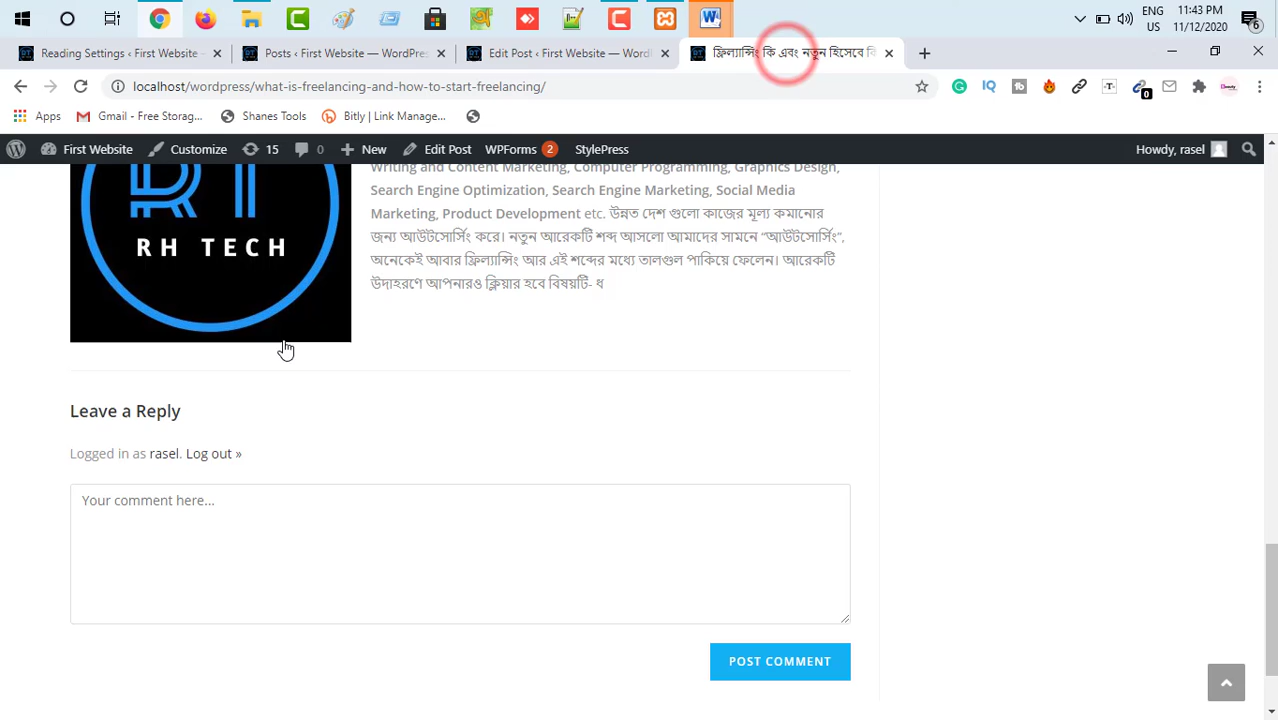 ENG
US
11:43 PM
11/12/2020
6
Reading Settings ‹ First Website –
Posts ‹ First Website — WordPres
Edit Post ‹ First Website — Word
ফ্রিল্যান্সিং কি এবং নতুন হিসেবে কি
localhost/wordpress/what-is-freelancing-and-how-to-start-freelancing/
0
Apps
Gmail - Free Storag...
Shanes Tools
Bitly | Link Manage...
First Website
Customize
15
0
New
Edit Post
WPForms 2
StylePress
Howdy, rasel
Writing and Content Marketing, Computer Programming, Graphics Design,
Search Engine Optimization, Search Engine Marketing, Social Media
Marketing, Product Development etc. উন্নত দেশ গুলো কাজের মূল্য কমানোর
জন্য আউটসোর্সিং করে। নতুন আরেকটি শব্দ আসলো আমাদের সামনে “আউটসোর্সিং”,
অনেকেই আবার ফ্রিল্যান্সিং আর এই শব্দের মধ্যে তালগুল পাকিয়ে ফেলেন। আরেকটি
উদাহরণে আপনারও ক্লিয়ার হবে বিষয়টি- ধ
RT
RH TECH
Leave a Reply
Logged in as rasel. Log out »
Your comment here...
POST COMMENT